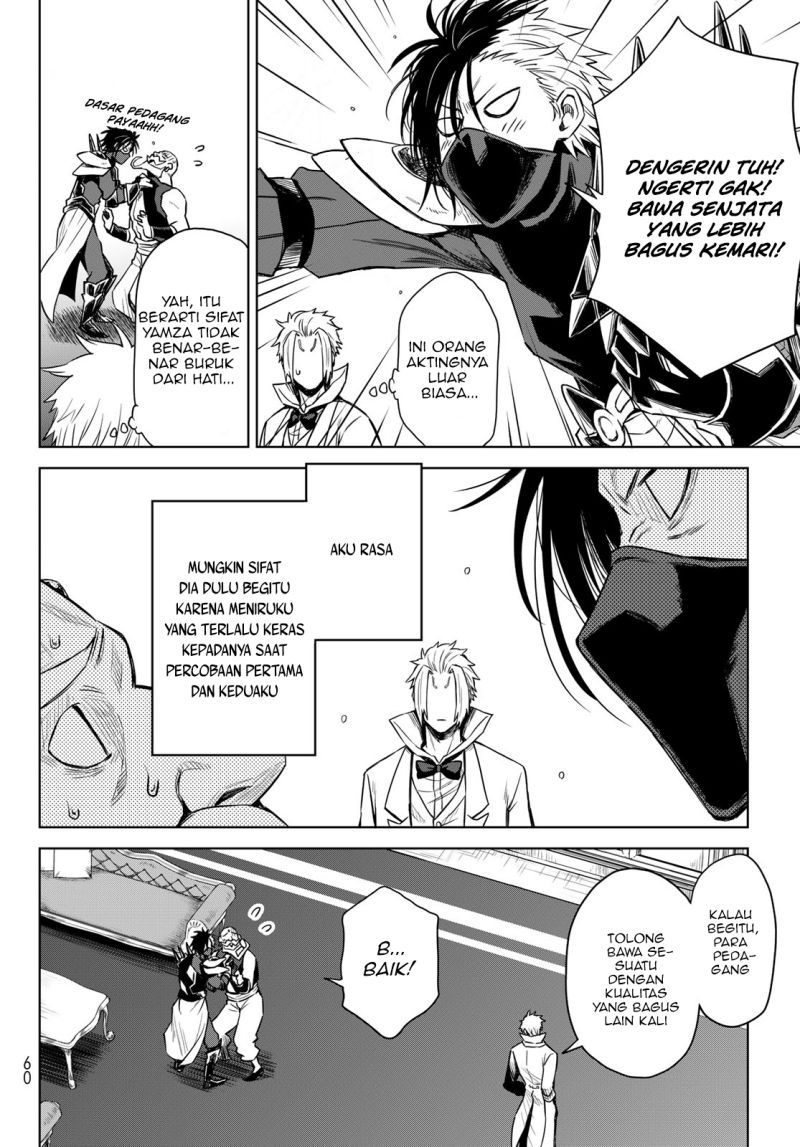 DENGERIN TUH!
NGERTI GAK!
BAWA SENJATA
YANG LEBIH
BAGUS KEMARI!
INI ORANG
AKTINGNYA
LUAR
BIASA...
DASAR PEDAGANG
PAYAAHH!
YAH, ITU
BERARTI SIFAT
YAMZA TIDAK
BENAR-BE-
NAR BURUK
DARI HATI...
AKU RASA
MUNGKIN SIFAT
DIA DULU BEGITU
KARENA MENIRUKU
YANG TERLALU KERAS
KEPADANYA SAAT
PERCOBAAN PERTAMA
DAN KEDUAKU
KALAU
BEGITU,
PARA
PEDA-
GANG
TOLONG
BAWA SE-
SUATU
DENGAN
KUALITAS
YANG BAGUS
LAIN KALI
B...
BAIK!
60